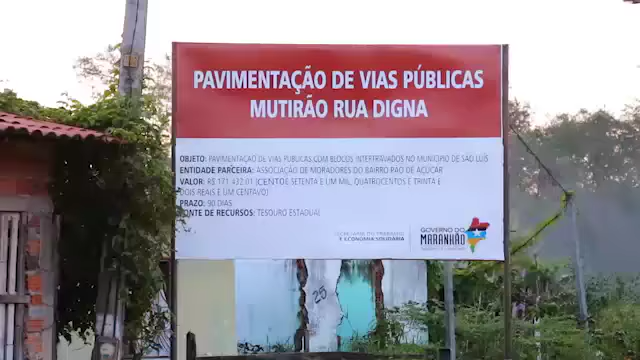 PAVIMENTAÇÃO DE VIAS PÚBLICAS
MUTIRÃO RUA DIGNA
OBJETO: PAVIMENTAÇÃO DE VIAS PÚBLICAS COM BLOCOS INTERTRAVADOS NO MUNICÍPIO DE SÃO LUÍS
ENTIDADE PARCEIRA: ASSOCIAÇÃO DE MORADORES DO BAIRRO PÃO DE AÇÚCAR
VALOR: R$ 171.432,01 (CENTO E SETENTA E UM MIL, QUATROCENTOS E TRINTA E
DOIS REAIS E UM CENTAVO)
PRAZO: 90 DIAS
FONTE DE RECURSOS: TESOURO ESTADUAL
SECRETARIA DO TRABALHO
E ECONOMIA SOLIDÁRIA
GOVERNO DO
MARANHÃO
25